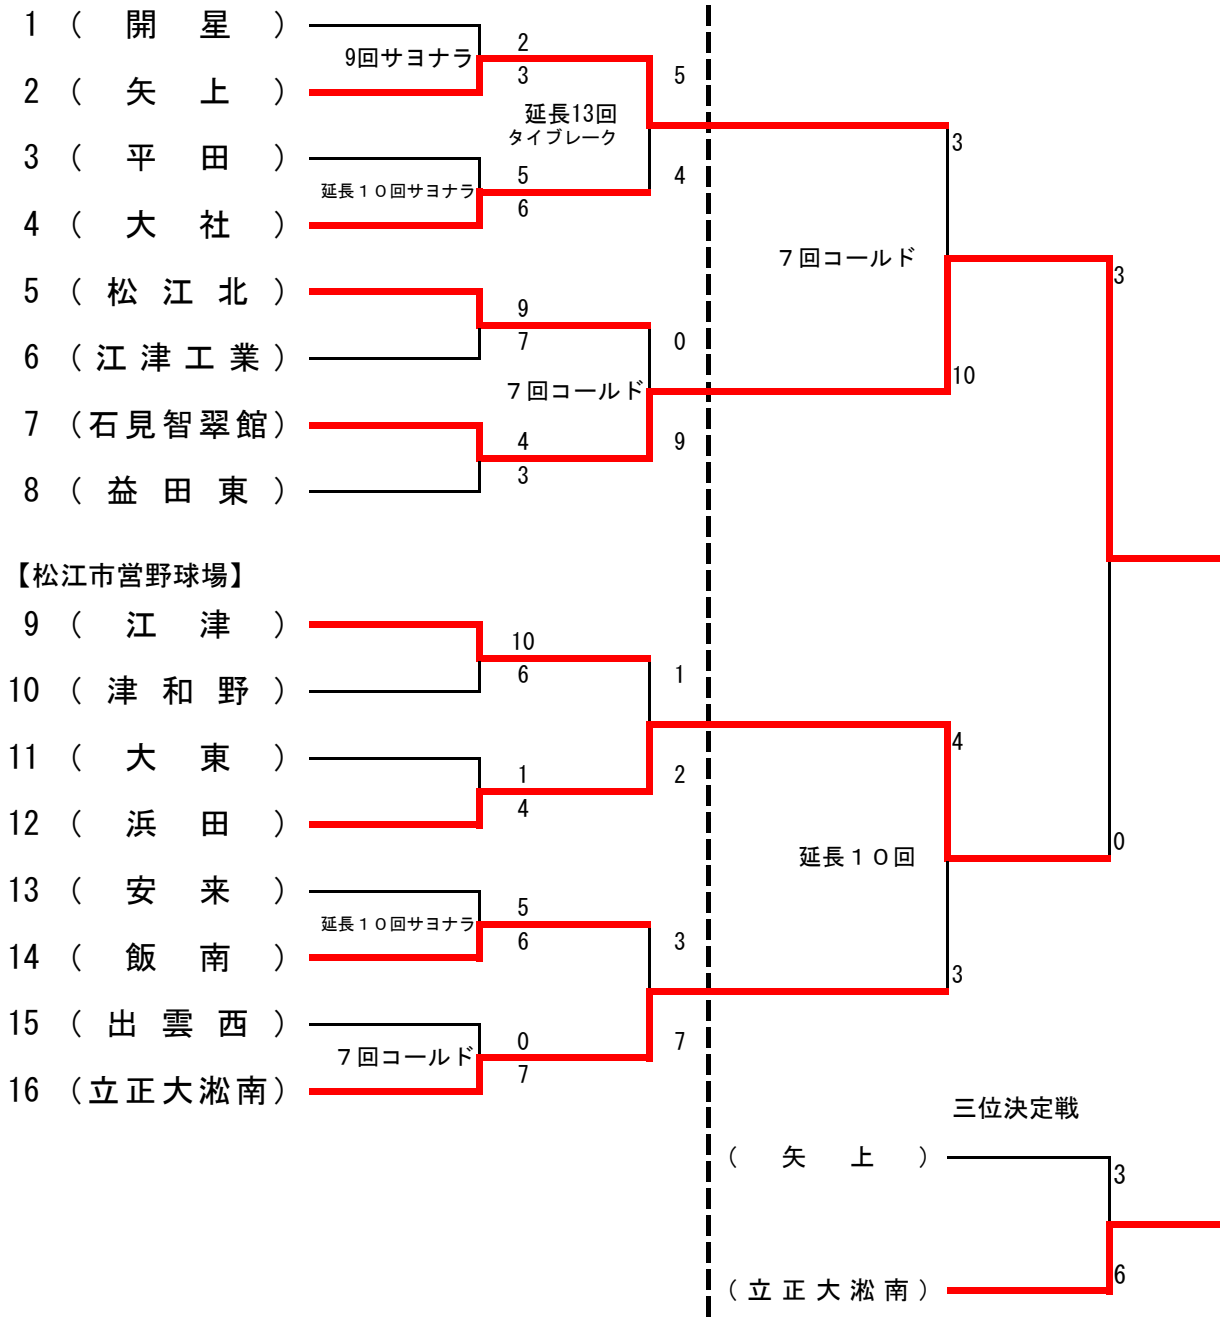 1 ( 開 星 )
9回サヨナラ
2
3
2 ( 矢 上 )
延長13回
タイブレーク
5
4
3 ( 平 田 )
延長１０回サヨナラ
5
6
4 ( 大 社 )
7回コールド
3
10
5 ( 松 江 北 )
9
7
6 ( 江 津 工 業 )
7回コールド
0
9
7 ( 石 見 智 翠 館 )
4
3
8 ( 益 田 東 )
3
0
【松江市営野球場】
9 ( 江 津 )
10
6
10 ( 津 和 野 )
1
2
11 ( 大 東 )
1
4
12 ( 浜 田 )
延長１０回
4
3
13 ( 安 来 )
延長１０回サヨナラ
5
6
14 ( 飯 南 )
3
7
15 ( 出 雲 西 )
7回コールド
0
7
16 ( 立 正 大 淞 南 )
三位決定戦
( 矢 上 )
3
6
( 立 正 大 淞 南 )